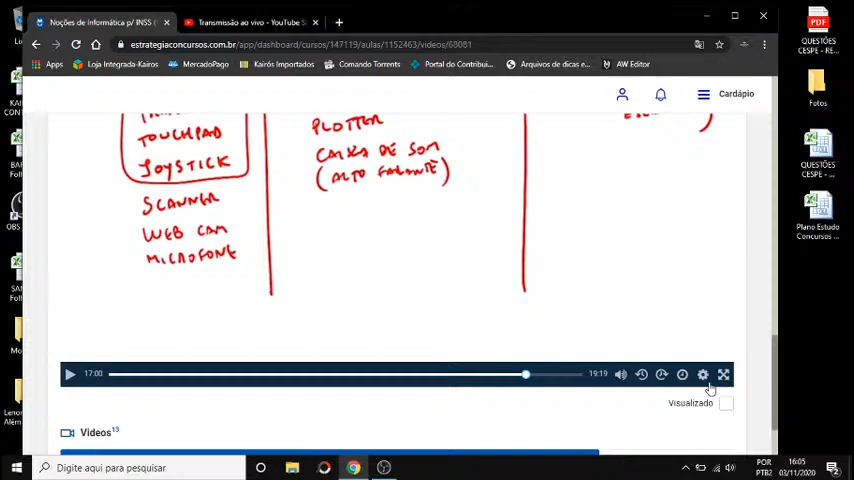 Noções de Informática p/ INSS (
Transmissão ao vivo - YouTube S
estrategiaconcursos.com.br/app/dashboard/cursos/147119/aulas/1152463/videos/68081
Apps
Loja Integrada-Kairos
MercadoPago
Kairós Importados
Comando Torrents
Portal do Contribui...
Arquivos de dicas e...
AW Editor
Cardápio
TOUCHPAD
JOYSTICK
SCANNER
WEB CAM
MICROFONE
PLOTTER
CAIXA DE SOM
(ALTO FALANTE)
17:00
19:19
Visualizado
Videos 13
PDF
QUESTÕES
CESPE - RE...
Fotos
QUESTÕES
CESPE...
Plano Estudo
Concursos ...
OBS
Digite aqui para pesquisar
POR
PTB2
16:05
03/11/2020
2